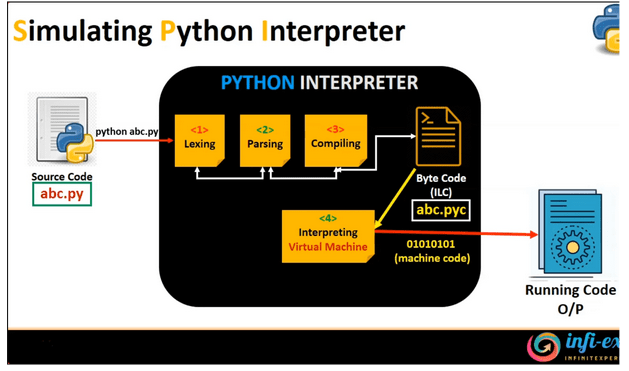 Simulating Python Interpreter
PYTHON INTERPRETER
python abc.py
<1>
Lexing
<2>
Parsing
<3>
Compiling
Source Code
abc.py
Byte Code
(ILC)
abc.pyc
<4>
Interpreting
Virtual Machine
01010101
(machine code)
Running Code
O/P
infi-ex
INFINITEXPER